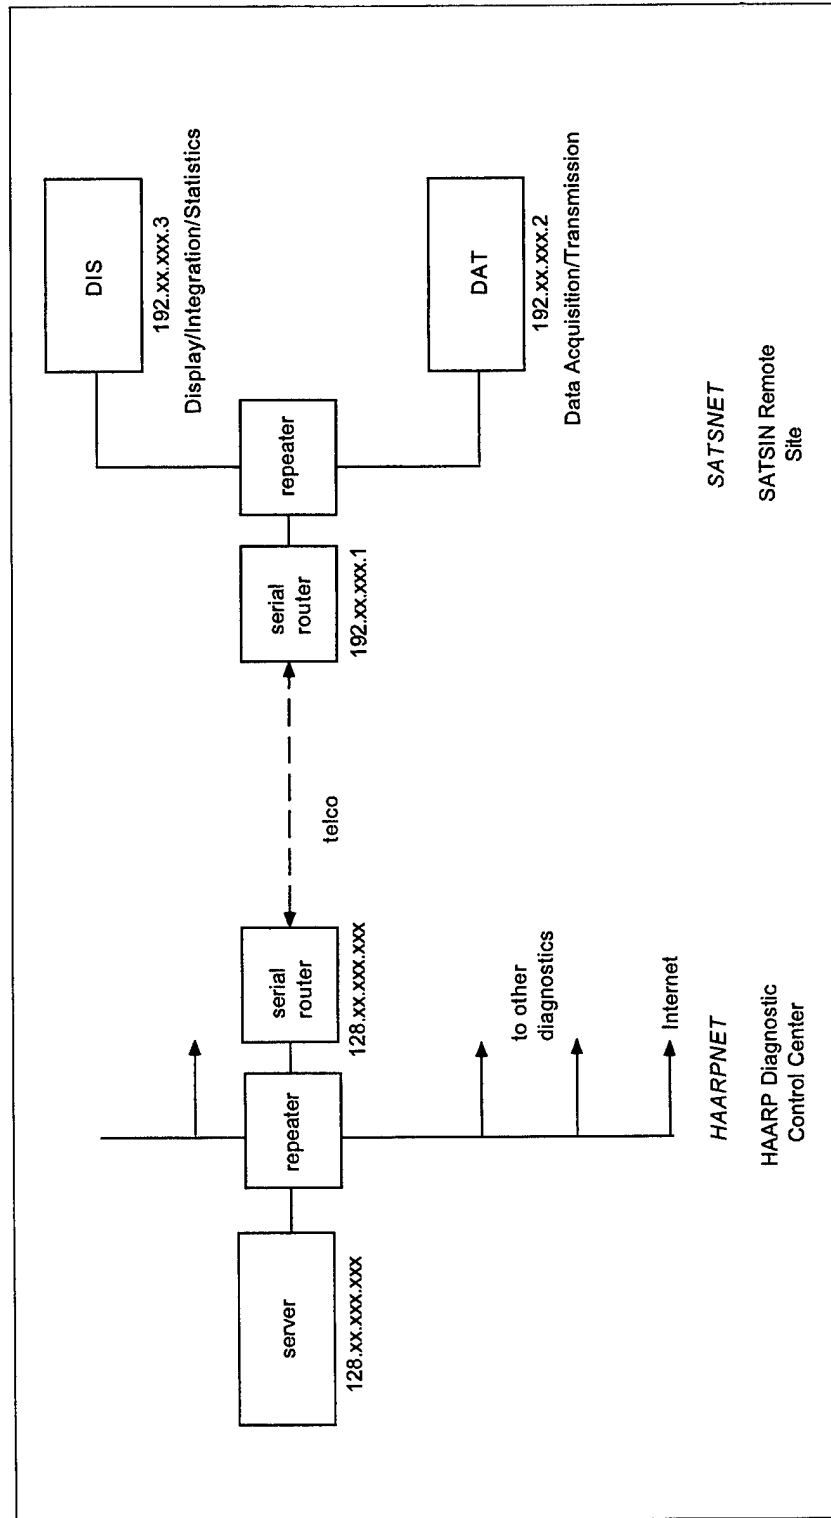 server
128.xx.xxx.xxx
repeater
serial
router
128.xx.xxx.xxx
to other
diagnostics
Internet
HAARPNET
HAARP Diagnostic
Control Center
telco
serial
router
192.xx.xxx.1
repeater
DIS
192.xx.xxx.3
Display/Integration/Statistics
DAT
192.xx.xxx.2
Data Acquisition/Transmission
SATSNET
SATSIN Remote
Site